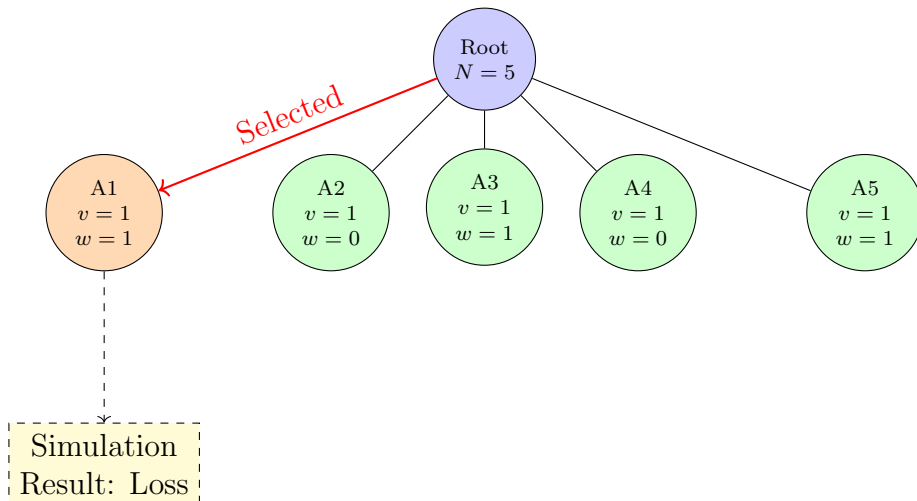 Root
N = 5
Selected
A1
v = 1
w = 1
A2
v = 1
w = 0
A3
v = 1
w = 1
A4
v = 1
w = 0
A5
v = 1
w = 1
Simulation
Result: Loss